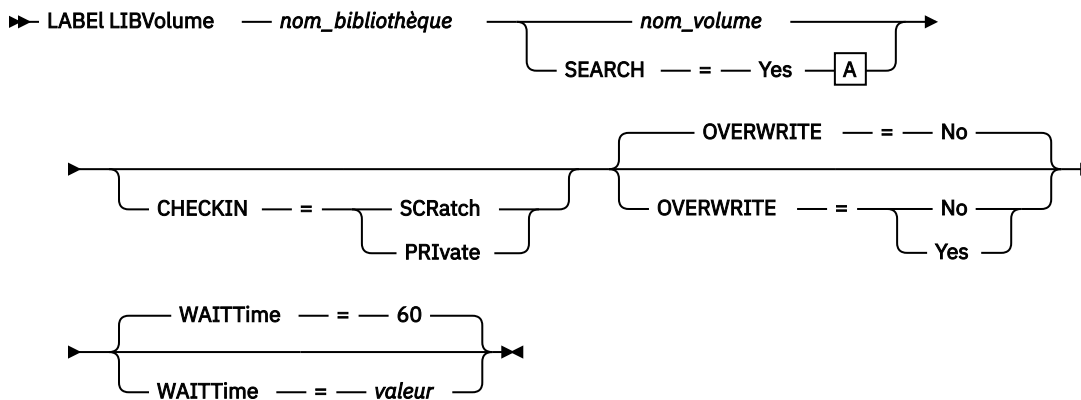 LABEl LIBVolume nom_bibliothèque nom_volume
SEARCH = Yes A
OVERWRITE = No
CHECKIN = SCRatch
PRIvate
OVERWRITE = No
Yes
WAITTime = 60
WAITTime = valeur